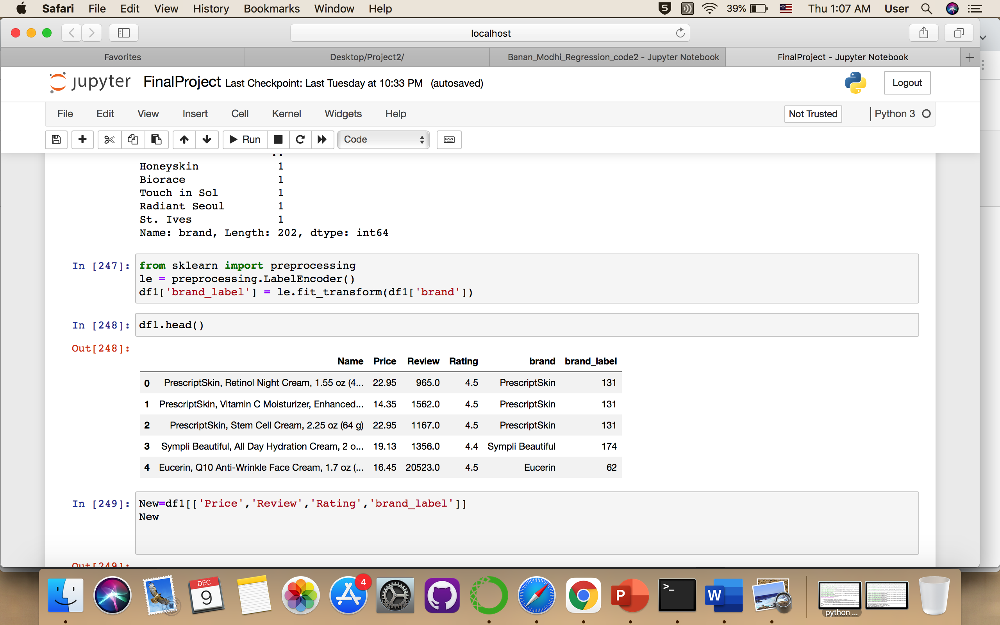 Safari File Edit View History Bookmarks Window Help 39% Thu 1:07 AM User
localhost
Favorites Desktop/Project2/ Banan_Modhi_Regression_code2 - Jupyter Notebook FinalProject - Jupyter Notebook
jupyter FinalProject Last Checkpoint: Last Tuesday at 10:33 PM (autosaved) Logout
File Edit View Insert Cell Kernel Widgets Help Not Trusted Python 3
Run Code
..
Honeyskin 1
Biorace 1
Touch in Sol 1
Radiant Seoul 1
St. Ives 1
Name: brand, Length: 202, dtype: int64
In [247]: from sklearn import preprocessing
le = preprocessing.LabelEncoder()
df1['brand_label'] = le.fit_transform(df1['brand'])
In [248]: df1.head()
Out[248]:
Name Price Review Rating brand brand_label
0 PrescriptSkin, Retinol Night Cream, 1.55 oz (4... 22.95 965.0 4.5 PrescriptSkin 131
1 PrescriptSkin, Vitamin C Moisturizer, Enhanced... 14.35 1562.0 4.5 PrescriptSkin 131
2 PrescriptSkin, Stem Cell Cream, 2.25 oz (64 g) 22.95 1167.0 4.5 PrescriptSkin 131
3 Sympli Beautiful, All Day Hydration Cream, 2 o... 19.13 1356.0 4.4 Sympli Beautiful 174
4 Eucerin, Q10 Anti-Wrinkle Face Cream, 1.7 oz (... 16.45 20523.0 4.5 Eucerin 62
In [249]: New=df1[['Price','Review','Rating','brand_label']]
New
Out[249]:
DEC
9
4
P
>_
W
python ...